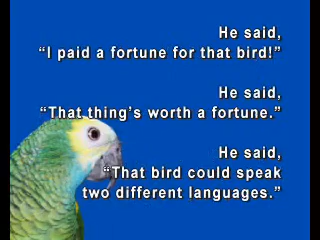 He said,
“I paid a fortune for that bird!”
He said,
“That thing’s worth a fortune.”
He said,
“That bird could speak
two different languages.”